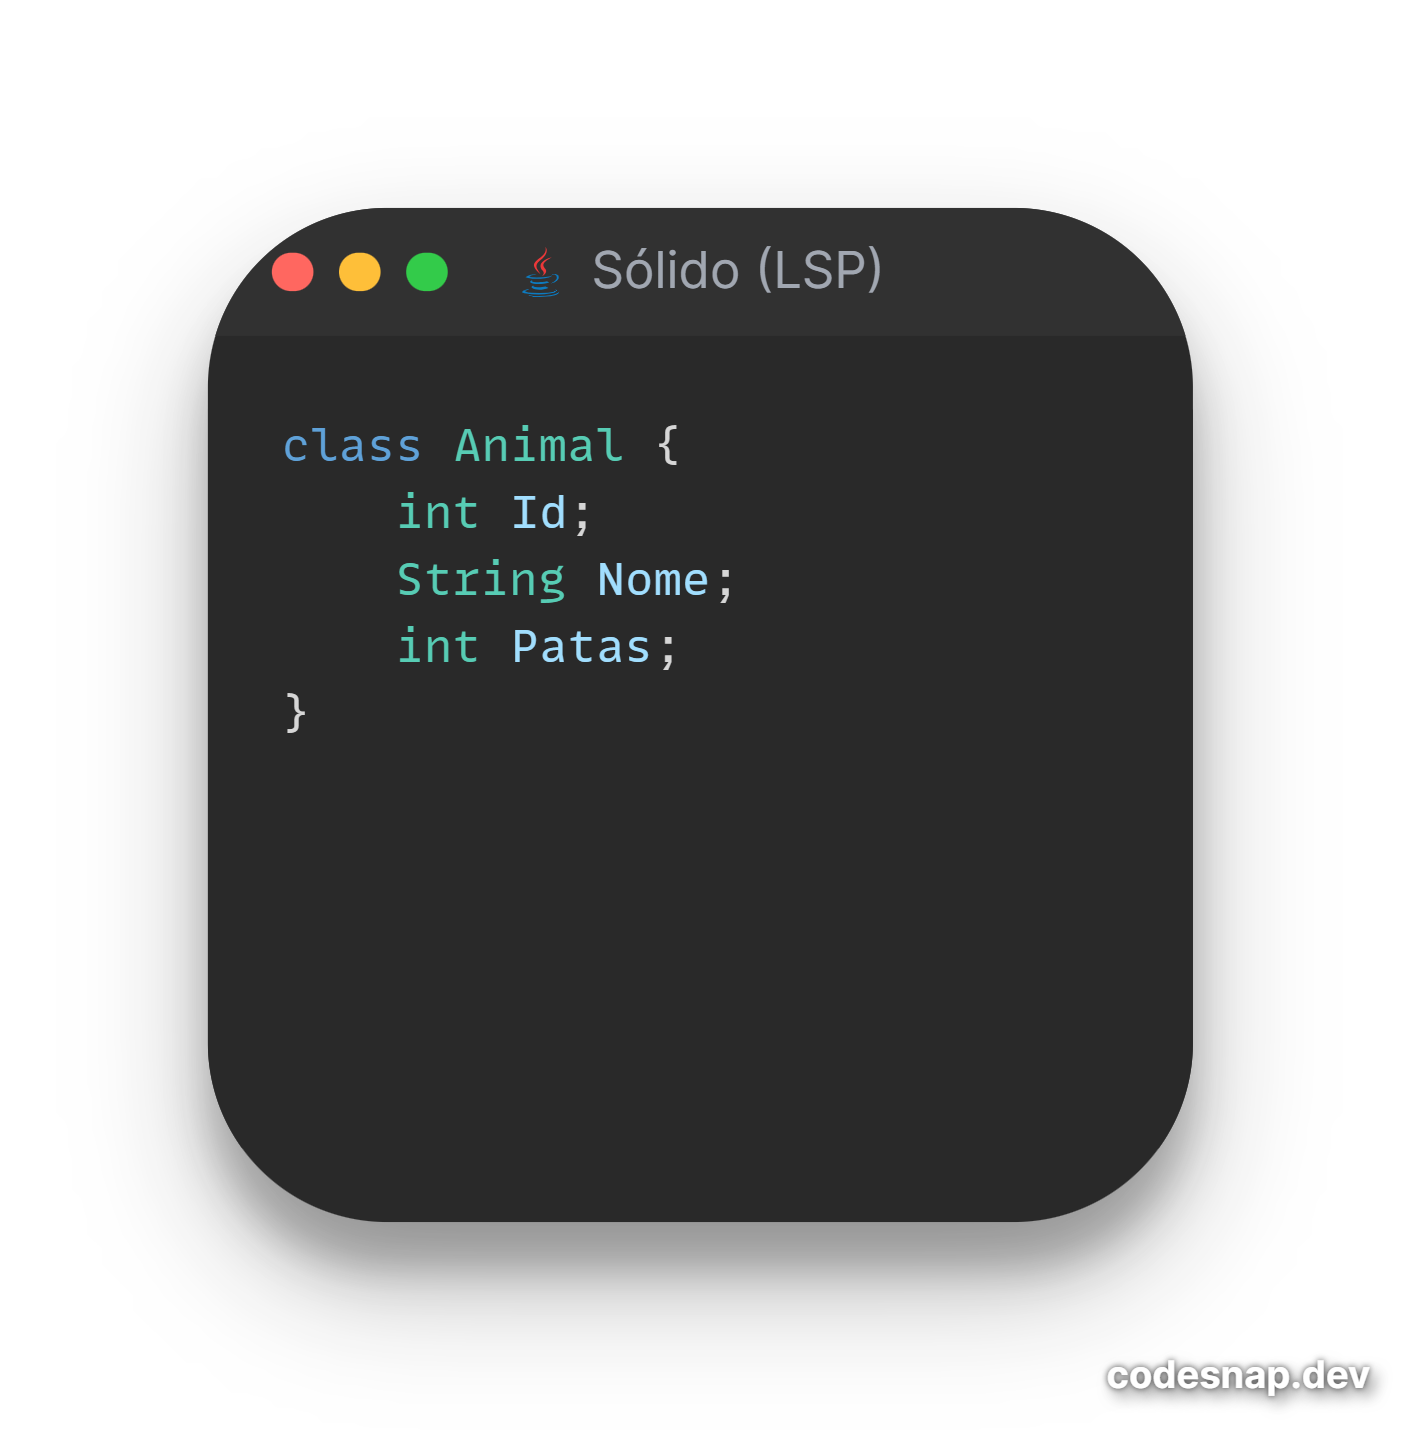 Sólido (LSP)
class Animal {
    int Id;
    String Nome;
    int Patas;
}
codesnap.dev